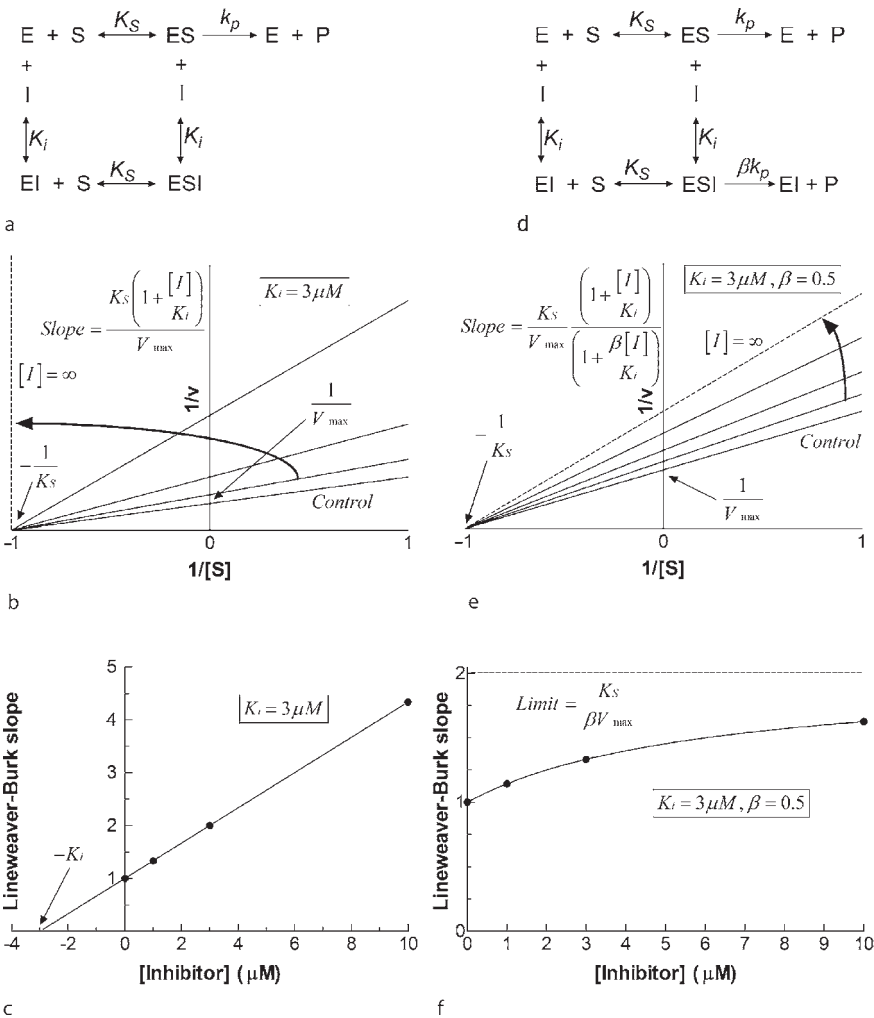 E + S K_S ES k_p E + P
+ +
I I
K_i K_i
EI + S K_S ESI
a
E + S K_S ES k_p E + P
+ +
I I
K_i K_i
EI + S K_S ESI βk_p EI + P
d
Slope = K_S(1 + [I]/K_i)/V_max
K_i = 3μM
[I] = ∞
1/v
1/V_max
-1/K_S
Control
-1 0 1
1/[S]
b
Slope = K_S/V_max (1 + [I]/K_i)/(1 + β[I]/K_i)
K_i = 3μM, β = 0.5
[I] = ∞
1/v
-1/K_S
Control
1/V_max
-1 0 1
1/[S]
e
Lineweaver-Burk slope
5
4
3
2
1
K_i = 3μM
-K_i
-4 -2 0 2 4 6 8 10
[Inhibitor] (μM)
c
Lineweaver-Burk slope
2
1
0
Limit = K_S/βV_max
K_i = 3μM, β = 0.5
0 1 2 3 4 5 6 7 8 9 10
[Inhibitor] (μM)
f